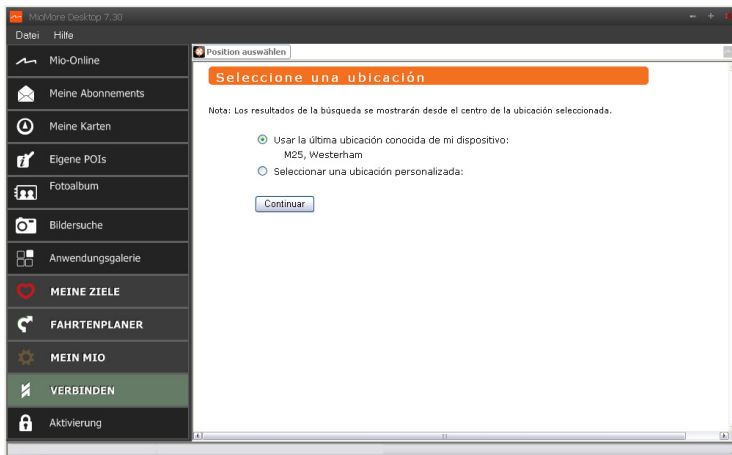 MioMore Desktop 7.30
Datei Hilfe
Mio-Online
Meine Abonnements
Meine Karten
Eigene POIs
Fotoalbum
Bildersuche
Anwendungsgalerie
MEINE ZIELE
FAHRTENPLANER
MEIN MIO
VERBINDEN
Aktivierung
Position auswählen
Seleccione una ubicación
Nota: Los resultados de la búsqueda se mostrarán desde el centro de la ubicación seleccionada.
Usar la última ubicación conocida de mi dispositivo:
M25, Westerham
Seleccionar una ubicación personalizada:
Continuar